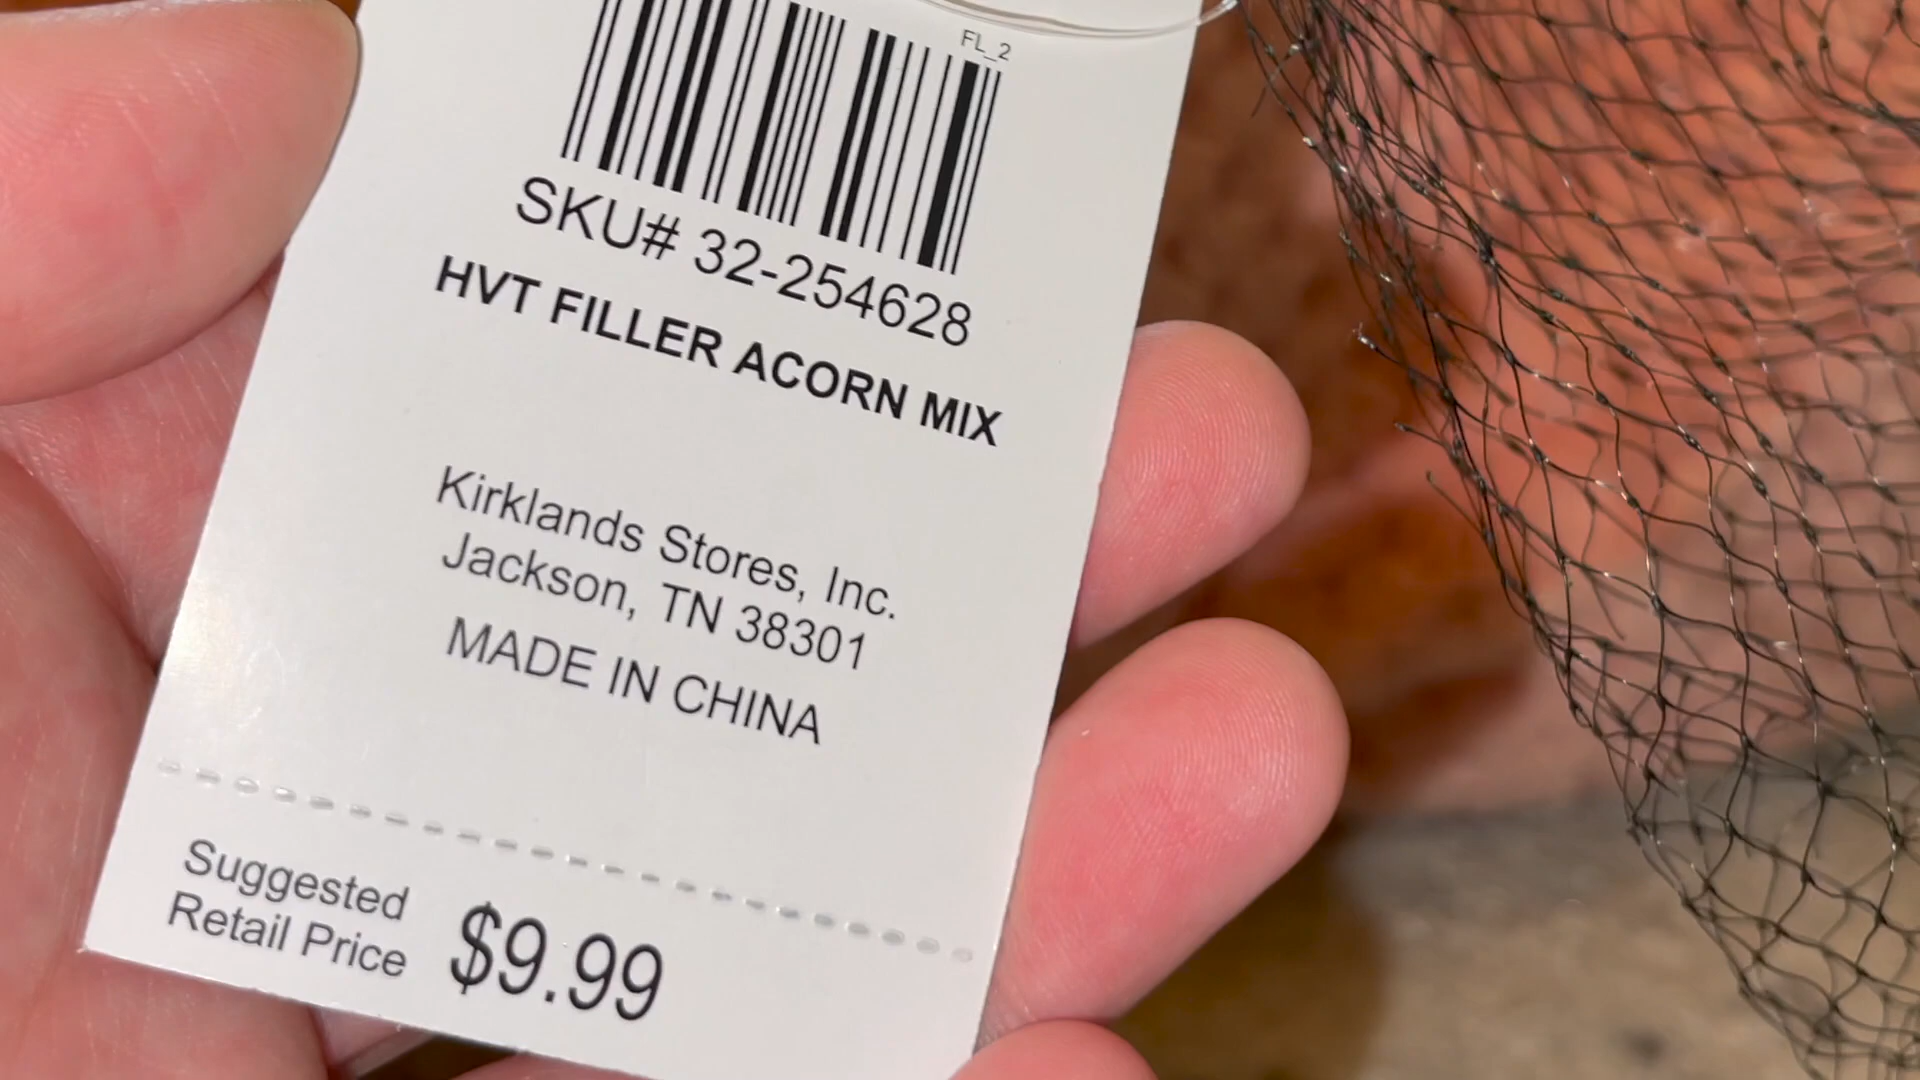 FL_2
SKU# 32-254628
HVT FILLER ACORN MIX
Kirklands Stores, Inc.
Jackson, TN 38301
MADE IN CHINA
Suggested
Retail Price
$9.99